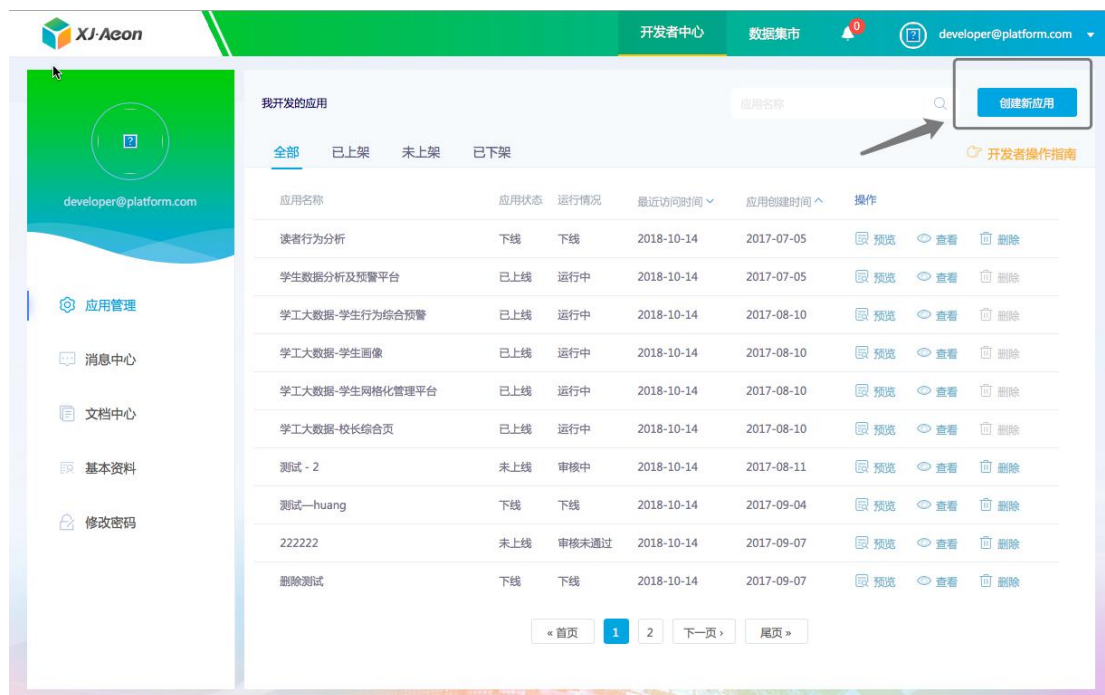 XJ-Aeon
开发者中心 数据集市 0 developer@platform.com
我开发的应用 应用名称 创建新应用
全部 已上架 未上架 已下架 开发者操作指南
developer@platform.com
应用管理
消息中心
文档中心
基本资料
修改密码
应用名称 应用状态 运行情况 最近访问时间 应用创建时间 操作
读者行为分析 下线 下线 2018-10-14 2017-07-05 预览 查看 删除
学生数据分析及预警平台 已上线 运行中 2018-10-14 2017-07-05 预览 查看 删除
学工大数据-学生行为综合预警 已上线 运行中 2018-10-14 2017-08-10 预览 查看 删除
学工大数据-学生画像 已上线 运行中 2018-10-14 2017-08-10 预览 查看 删除
学工大数据-学生网格化管理平台 已上线 运行中 2018-10-14 2017-08-10 预览 查看 删除
学工大数据-校长综合页 已上线 运行中 2018-10-14 2017-08-10 预览 查看 删除
测试 - 2 未上线 审核中 2018-10-14 2017-08-11 预览 查看 删除
测试—huang 下线 下线 2018-10-14 2017-09-04 预览 查看 删除
222222 未上线 审核未通过 2018-10-14 2017-09-07 预览 查看 删除
删除测试 下线 下线 2018-10-14 2017-09-07 预览 查看 删除
« 首页 1 2 下一页 › 尾页 »